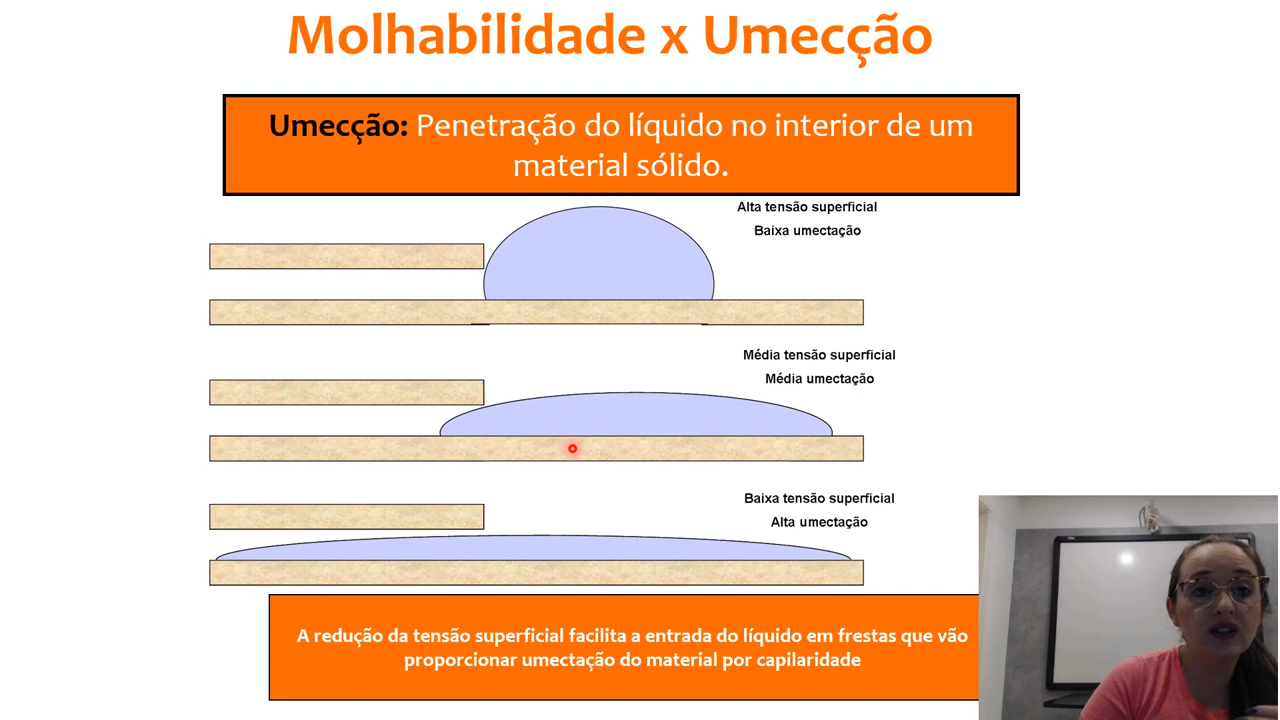 Molhabilidade x Umecção
Umecção: Penetração do líquido no interior de um
material sólido.
Alta tensão superficial
Baixa umectação
Média tensão superficial
Média umectação
Baixa tensão superficial
Alta umectação
A redução da tensão superficial facilita a entrada do líquido em frestas que vão
proporcionar umectação do material por capilaridade